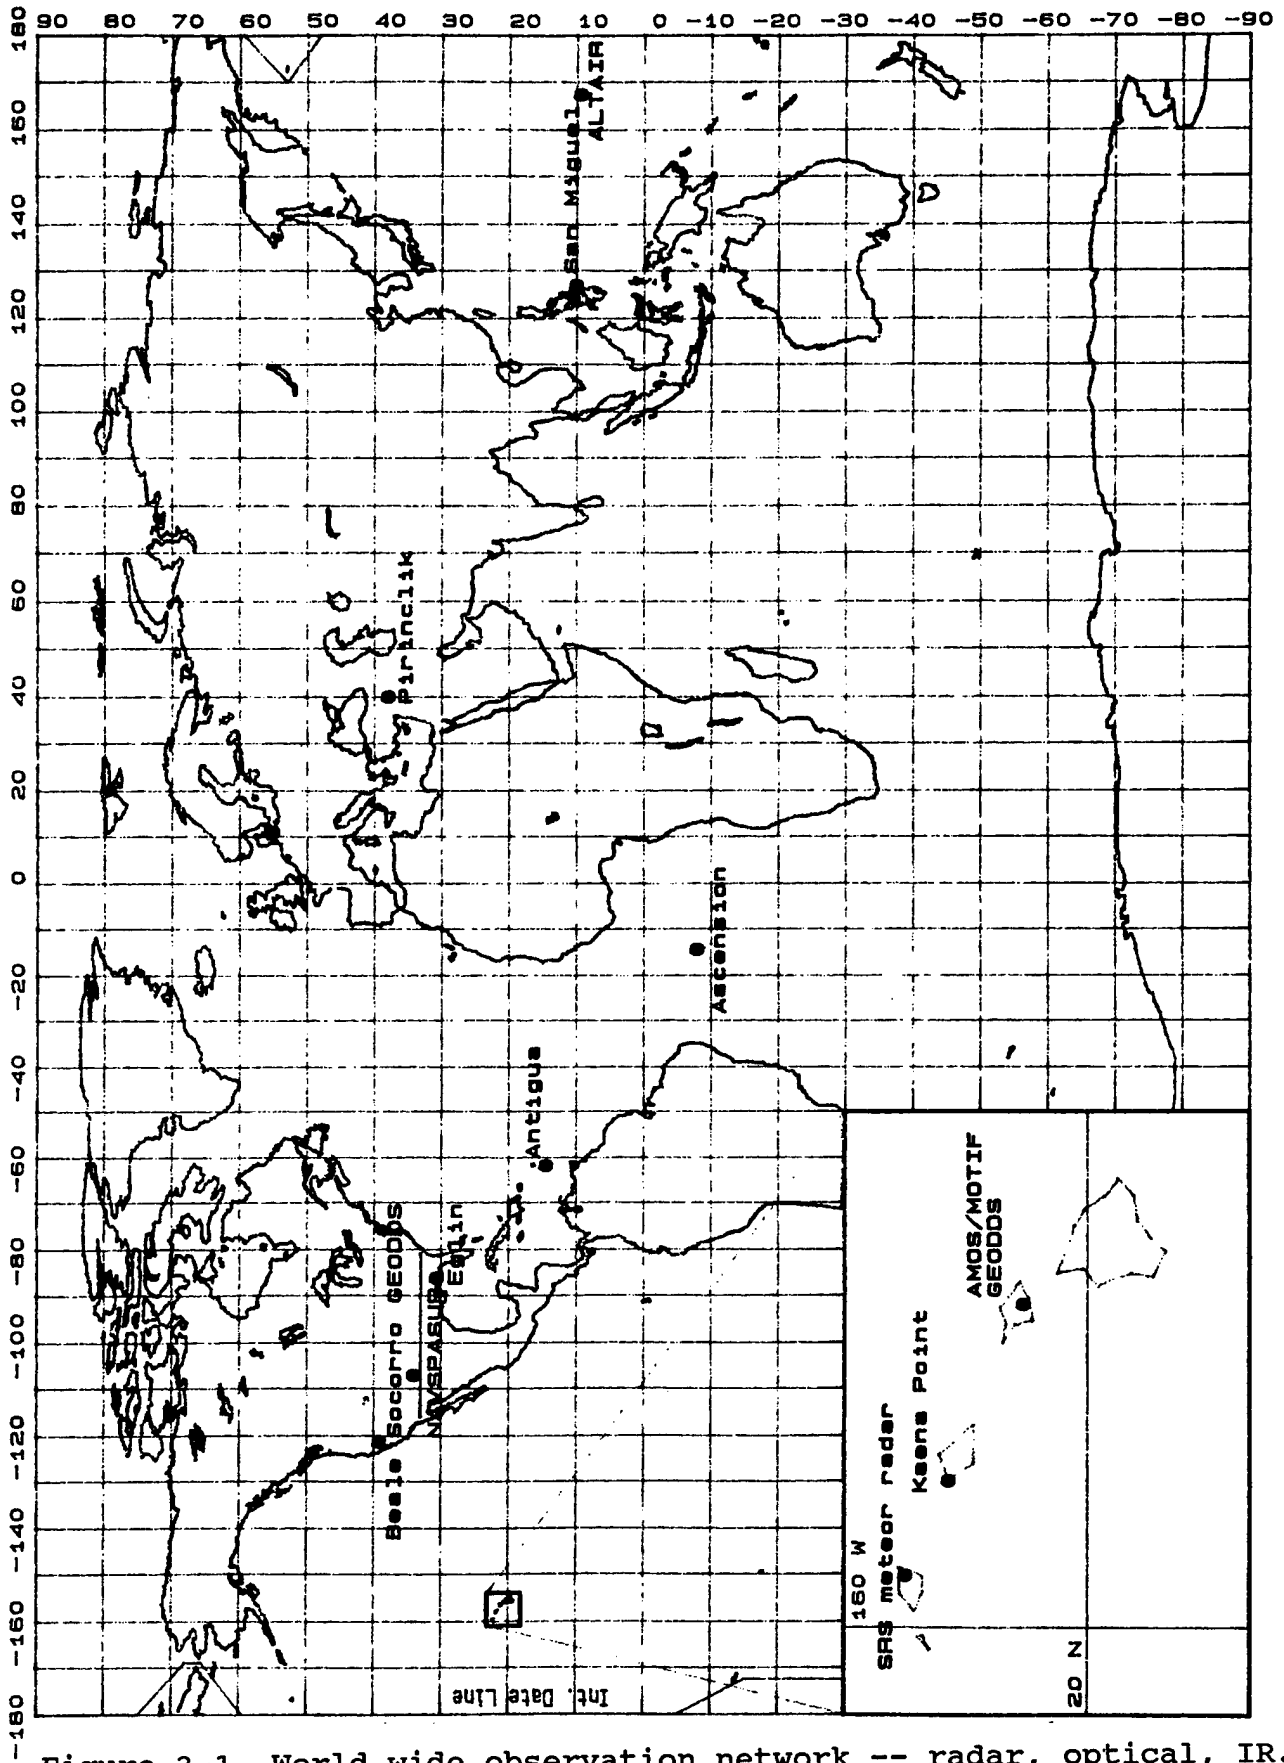 180
160
140
120
100
80
60
40
20
0
-20
-40
-60
-80
-100
-120
-140
-160
-180
90
80
70
60
50
40
30
20
10
0
-10
-20
-30
-40
-50
-60
-70
-80
-90
ALTAIR
San Miguel
Pirinclik
Ascension
Antigua
Eglin
NAVSPASUR
Socorro GEODDS
Beale
Int. Date Line
AMOS/MOTIF
GEODDS
Kaena Point
SAS meteor radar
160 W
20 N
Figure 2-1. World wide observation network -- radar, optical, IR.